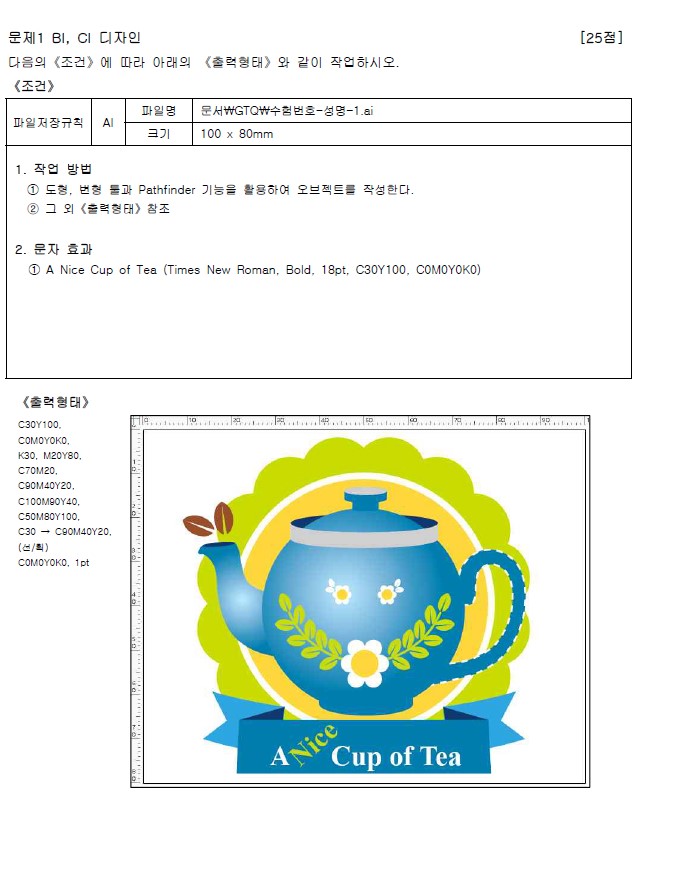 문제1 BI, CI 디자인 [25점]
다음의《조건》에 따라 아래의 《출력형태》와 같이 작업하시오.
《조건》
파일저장규칙 AI 파일명 문서₩GTQ₩수험번호-성명-1.ai
크기 100 x 80mm
1. 작업 방법
① 도형, 변형 툴과 Pathfinder 기능을 활용하여 오브젝트를 작성한다.
② 그 외《출력형태》참조
2. 문자 효과
① A Nice Cup of Tea (Times New Roman, Bold, 18pt, C30Y100, C0M0Y0K0)
《출력형태》
C30Y100,
C0M0Y0K0,
K30, M20Y80,
C70M20,
C90M40Y20,
C100M90Y40,
C50M80Y100,
C30 → C90M40Y20,
(선/획)
C0M0Y0K0, 1pt
0 10 20 30 40 50 60 70 80 90
A Nice Cup of Tea